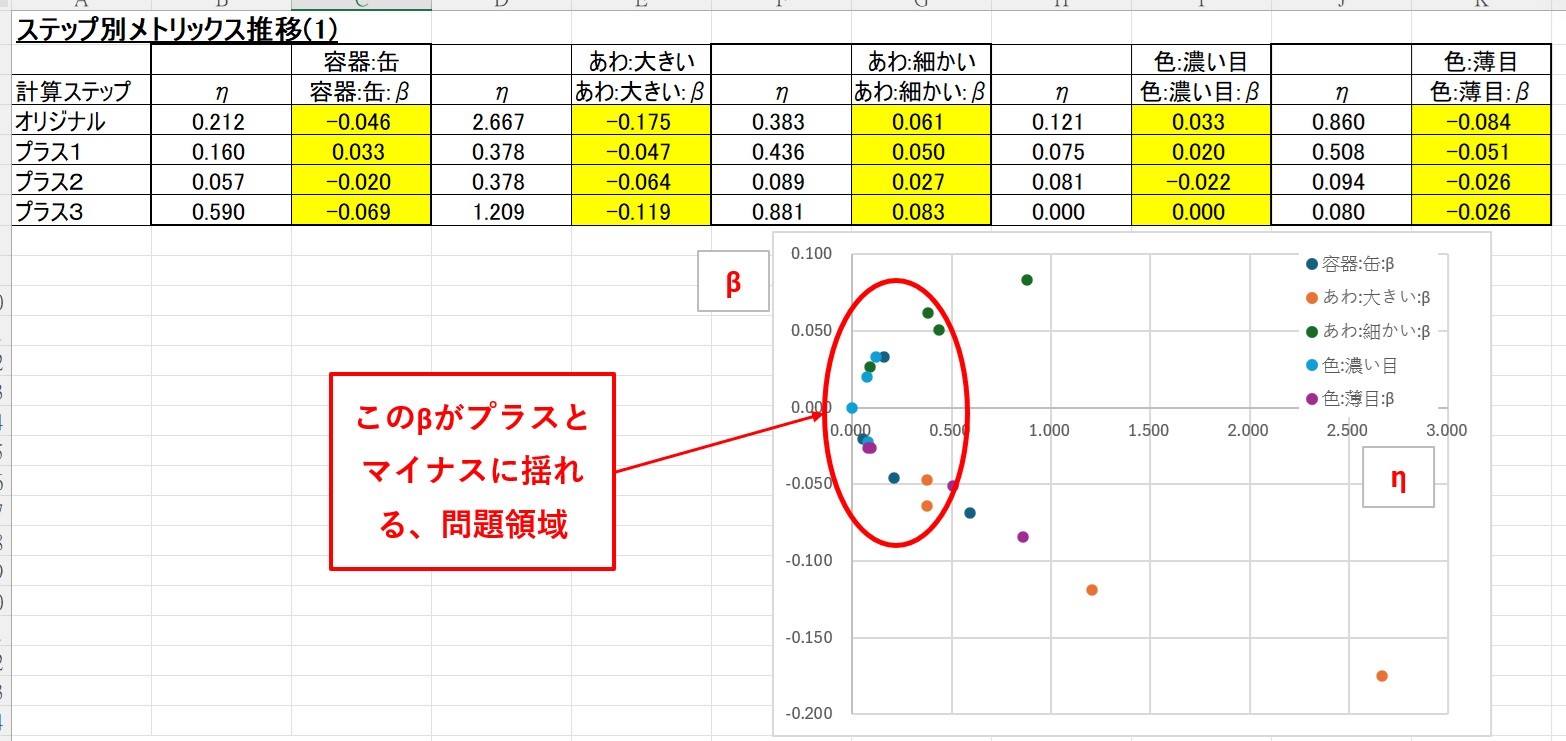 ステップ別メトリックス推移(1)
容器:缶 あわ:大きい あわ:細かい 色:濃い目 色:薄目
計算ステップ η 容器:缶:β η あわ:大きい:β η あわ:細かい:β η 色:濃い目:β η 色:薄目:β
オリジナル 0.212 −0.046 2.667 −0.175 0.383 0.061 0.121 0.033 0.860 −0.084
プラス1 0.160 0.033 0.378 −0.047 0.436 0.050 0.075 0.020 0.508 −0.051
プラス2 0.057 −0.020 0.378 −0.064 0.089 0.027 0.081 −0.022 0.094 −0.026
プラス3 0.590 −0.069 1.209 −0.119 0.881 0.083 0.000 0.000 0.080 −0.026
β
このβがプラスと
マイナスに揺れ
る、問題領域
0.100
0.050
0.000
-0.050
-0.100
-0.150
-0.200
0.000 0.500 1.000 1.500 2.000 2.500 3.000
容器:缶:β
あわ:大きい:β
あわ:細かい:β
色:濃い目
色:薄目:β
η